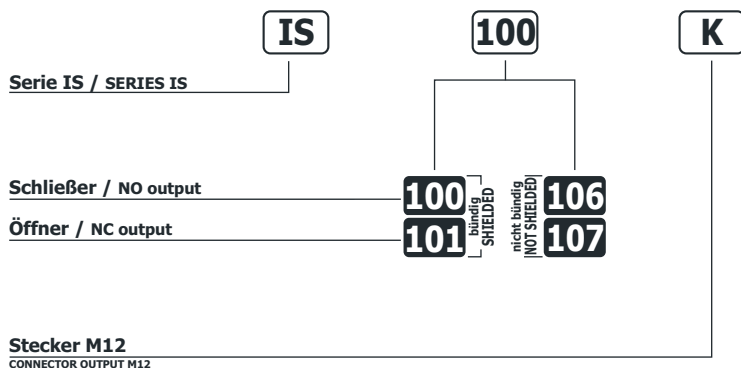 IS 100 K
Serie IS / SERIES IS
Schließer / NO output
100 bündig SHIELDED nicht bündig NOT SHIELDED 106
Öffner / NC output
101 107
Stecker M12
CONNECTOR OUTPUT M12